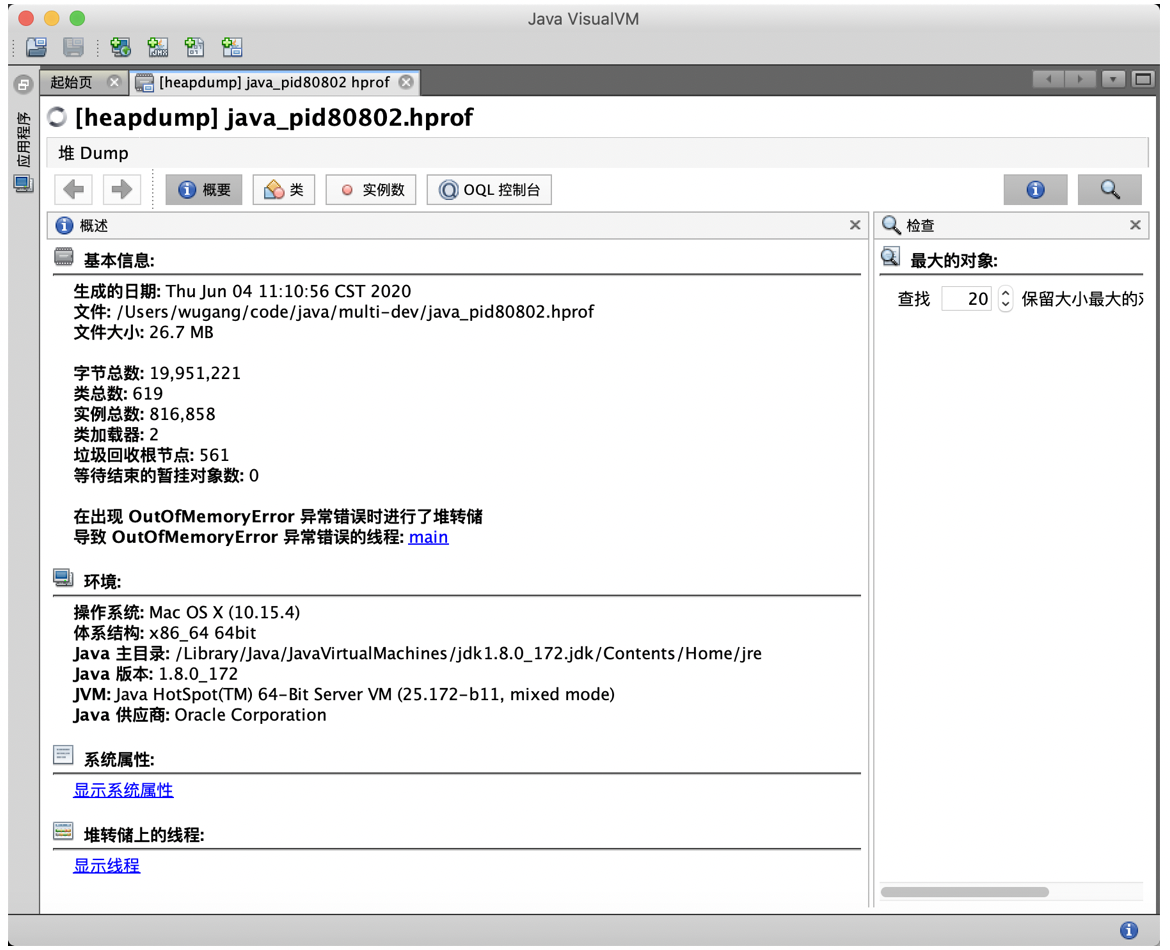 Java VisualVM
起始页
[heapdump] java_pid80802 hprof
应用程序
[heapdump] java_pid80802.hprof
堆 Dump
概要 类 实例数 OQL 控制台
概述
基本信息:
生成的日期: Thu Jun 04 11:10:56 CST 2020
文件: /Users/wugang/code/java/multi-dev/java_pid80802.hprof
文件大小: 26.7 MB
字节总数: 19,951,221
类总数: 619
实例总数: 816,858
类加载器: 2
垃圾回收根节点: 561
等待结束的暂挂对象数: 0
在出现 OutOfMemoryError 异常错误时进行了堆转储
导致 OutOfMemoryError 异常错误的线程: main
环境:
操作系统: Mac OS X (10.15.4)
体系结构: x86_64 64bit
Java 主目录: /Library/Java/JavaVirtualMachines/jdk1.8.0_172.jdk/Contents/Home/jre
Java 版本: 1.8.0_172
JVM: Java HotSpot(TM) 64-Bit Server VM (25.172-b11, mixed mode)
Java 供应商: Oracle Corporation
系统属性:
显示系统属性
堆转储上的线程:
显示线程
检查
最大的对象:
查找 20 保留大小最大的